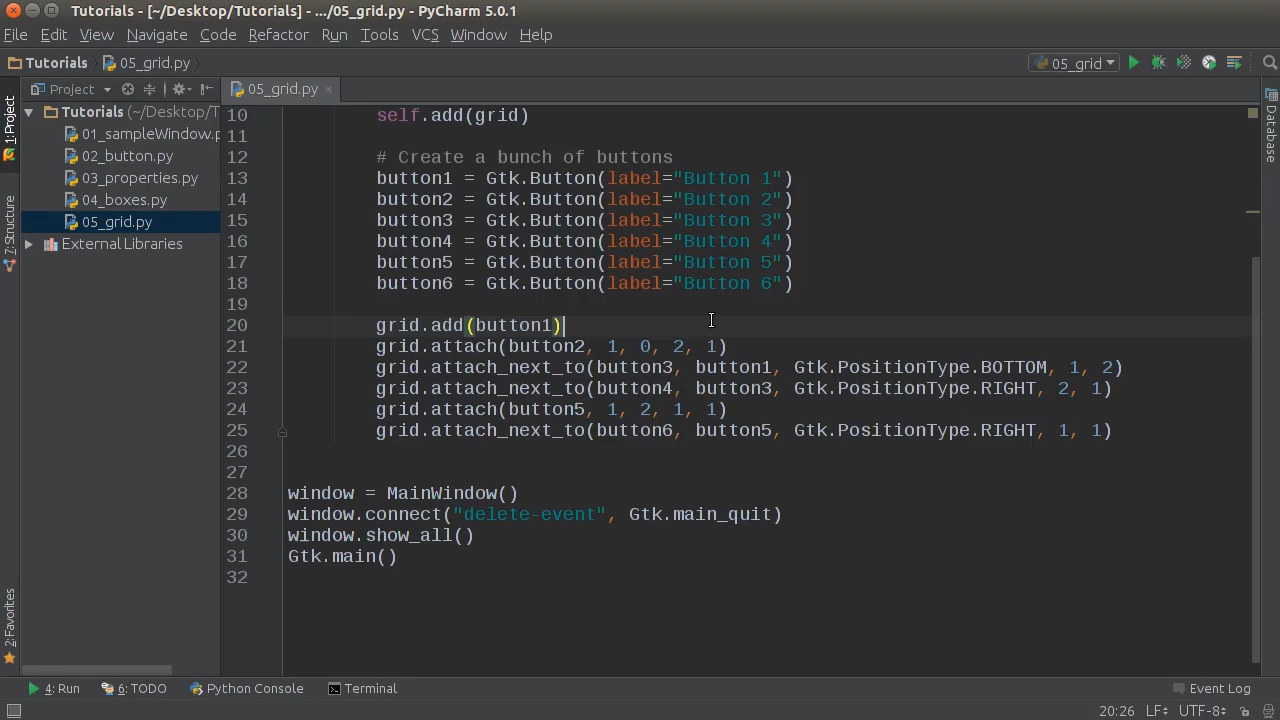 Tutorials - [~/Desktop/Tutorials] - .../05_grid.py - PyCharm 5.0.1
File Edit View Navigate Code Refactor Run Tools VCS Window Help
Tutorials 05_grid.py 05_grid
Project 05_grid.py
1: Project
7: Structure
2: Favorites
Database
Tutorials (~/Desktop/T
01_sampleWindow.p
02_button.py
03_properties.py
04_boxes.py
05_grid.py
External Libraries
10 self.add(grid)
11
12 # Create a bunch of buttons
13 button1 = Gtk.Button(label="Button 1")
14 button2 = Gtk.Button(label="Button 2")
15 button3 = Gtk.Button(label="Button 3")
16 button4 = Gtk.Button(label="Button 4")
17 button5 = Gtk.Button(label="Button 5")
18 button6 = Gtk.Button(label="Button 6")
19
20 grid.add(button1)
21 grid.attach(button2, 1, 0, 2, 1)
22 grid.attach_next_to(button3, button1, Gtk.PositionType.BOTTOM, 1, 2)
23 grid.attach_next_to(button4, button3, Gtk.PositionType.RIGHT, 2, 1)
24 grid.attach(button5, 1, 2, 1, 1)
25 grid.attach_next_to(button6, button5, Gtk.PositionType.RIGHT, 1, 1)
26
27
28 window = MainWindow()
29 window.connect("delete-event", Gtk.main_quit)
30 window.show_all()
31 Gtk.main()
32
4: Run 6: TODO Python Console Terminal Event Log
20:26 LF UTF-8